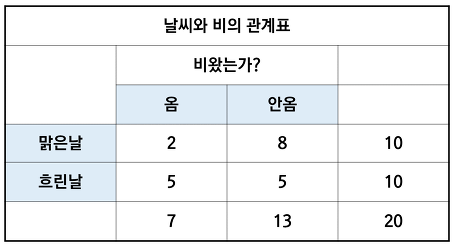 날씨와 비의 관계표
비왔는가?
옴 안옴
맑은날 2 8 10
흐린날 5 5 10
7 13 20